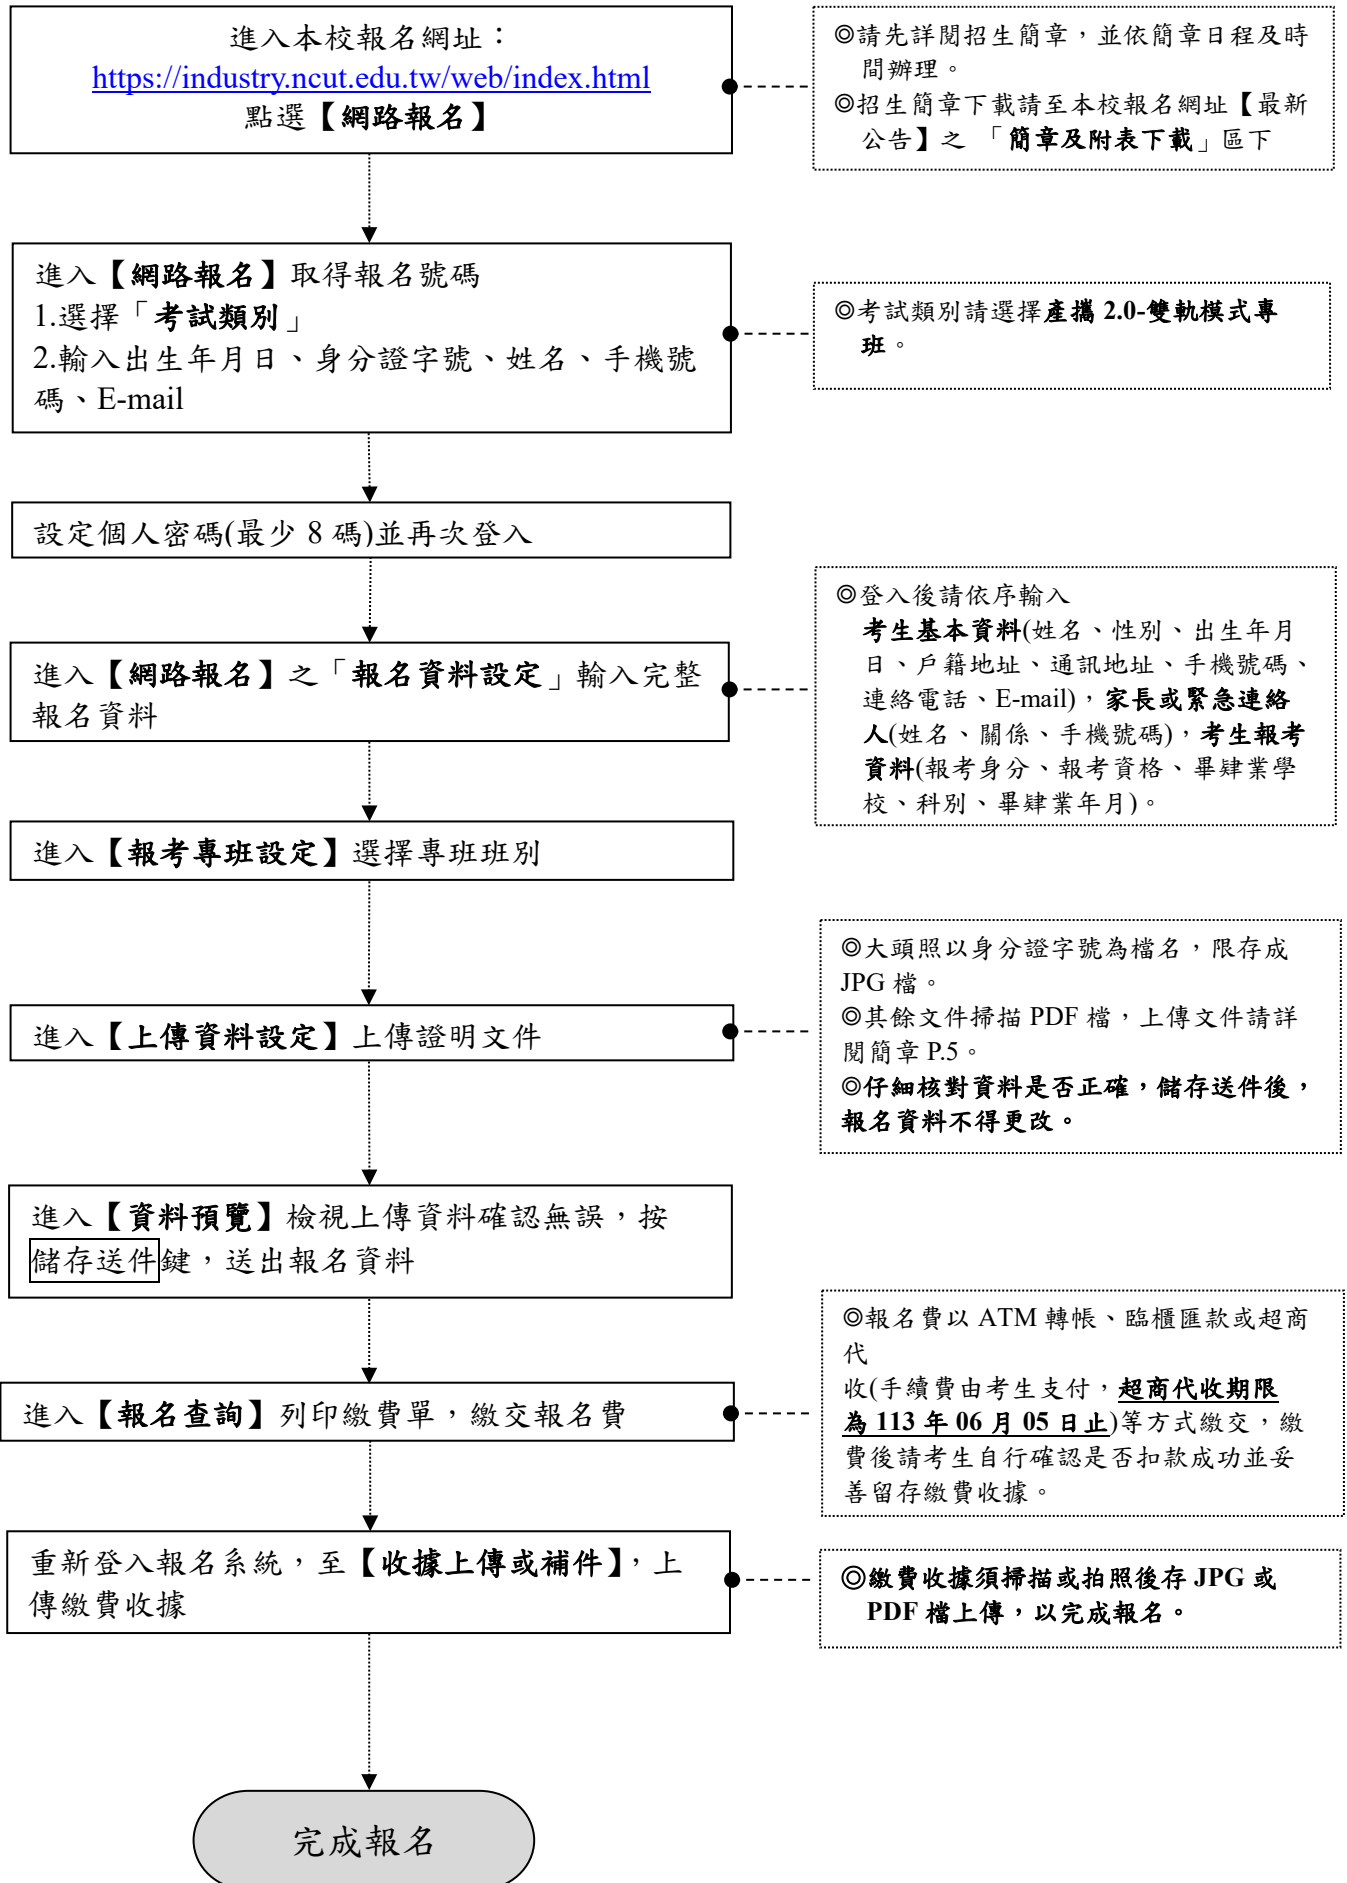 進入本校報名網址：
https://industry.ncut.edu.tw/web/index.html
點選【網路報名】
◎請先詳閱招生簡章，並依簡章日程及時
間辦理。
◎招生簡章下載請至本校報名網址【最新
公告】之 「簡章及附表下載」區下
進入【網路報名】取得報名號碼
1.選擇「考試類別」
2.輸入出生年月日、身分證字號、姓名、手機號
碼、E-mail
◎考試類別請選擇產攜 2.0-雙軌模式專
班。
設定個人密碼(最少 8 碼)並再次登入
進入【網路報名】之「報名資料設定」輸入完整
報名資料
◎登入後請依序輸入
考生基本資料(姓名、性別、出生年月
日、戶籍地址、通訊地址、手機號碼、
連絡電話、E-mail)，家長或緊急連絡
人(姓名、關係、手機號碼)，考生報考
資料(報考身分、報考資格、畢肄業學
校、科別、畢肄業年月)。
進入【報考專班設定】選擇專班班別
進入【上傳資料設定】上傳證明文件
◎大頭照以身分證字號為檔名，限存成
JPG 檔。
◎其餘文件掃描 PDF 檔，上傳文件請詳
閱簡章 P.5。
◎仔細核對資料是否正確，儲存送件後，
報名資料不得更改。
進入【資料預覽】檢視上傳資料確認無誤，按
儲存送件鍵，送出報名資料
進入【報名查詢】列印繳費單，繳交報名費
◎報名費以 ATM 轉帳、臨櫃匯款或超商
代
收(手續費由考生支付，超商代收期限
為 113 年 06 月 05 日止)等方式繳交，繳
費後請考生自行確認是否扣款成功並妥
善留存繳費收據。
重新登入報名系統，至【收據上傳或補件】，上
傳繳費收據
◎繳費收據須掃描或拍照後存 JPG 或
PDF 檔上傳，以完成報名。
完成報名